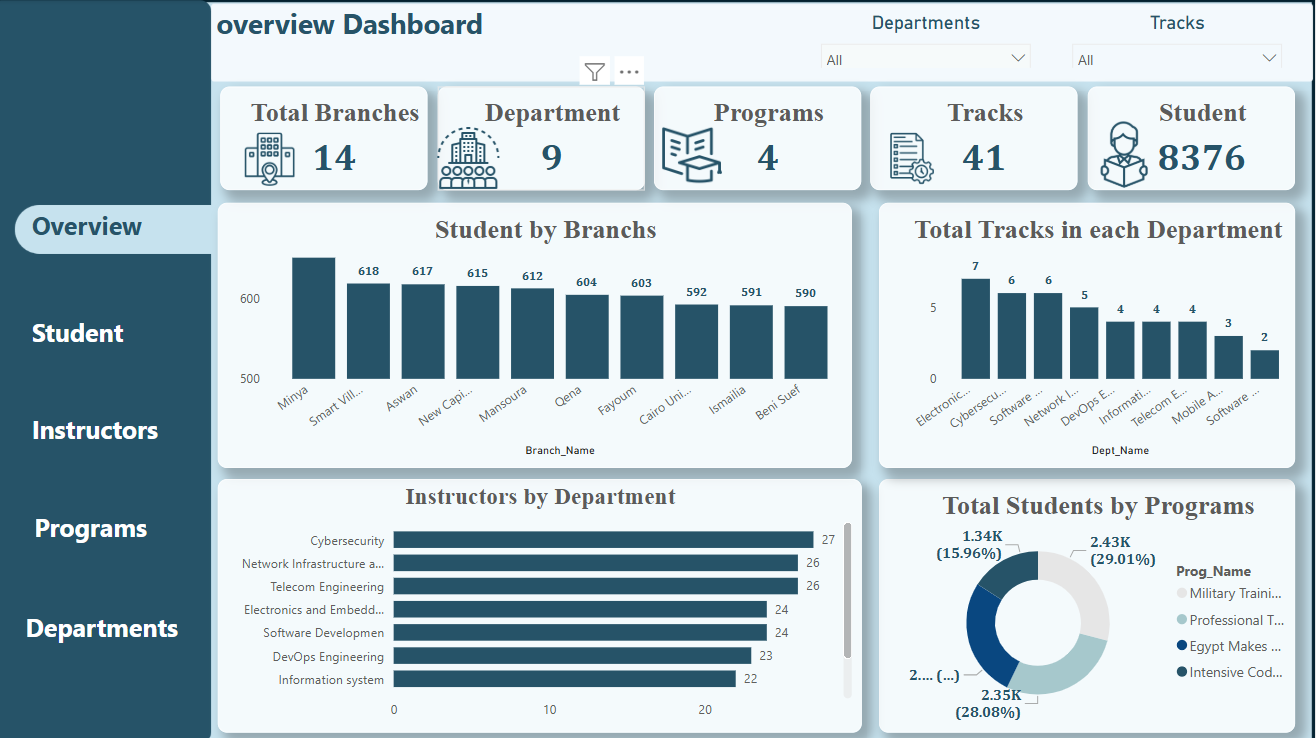 overview Dashboard
Departments
All
Tracks
All
Total Branches
14
Department
9
Programs
4
Tracks
41
Student
8376
Overview
Student
Instructors
Programs
Departments
Student by Branchs
618
617
615
612
604
603
592
591
590
600
500
Minya
Smart Vill...
Aswan
New Capi...
Mansoura
Qena
Fayoum
Cairo Uni...
Ismailia
Beni Suef
Branch_Name
Total Tracks in each Department
7
6
6
5
4
4
4
3
2
5
0
Electronic...
Cybersecu...
Software ...
Network I...
DevOps E...
Informati...
Telecom E...
Mobile A...
Software ...
Dept_Name
Instructors by Department
Cybersecurity 27
Network Infrastructure a... 26
Telecom Engineering 26
Electronics and Embedd... 24
Software Developmen 24
DevOps Engineering 23
Information system 22
0 10 20
Total Students by Programs
1.34K
(15.96%)
2.43K
(29.01%)
2.... (...)
2.35K
(28.08%)
Prog_Name
Military Traini...
Professional T...
Egypt Makes ...
Intensive Cod...